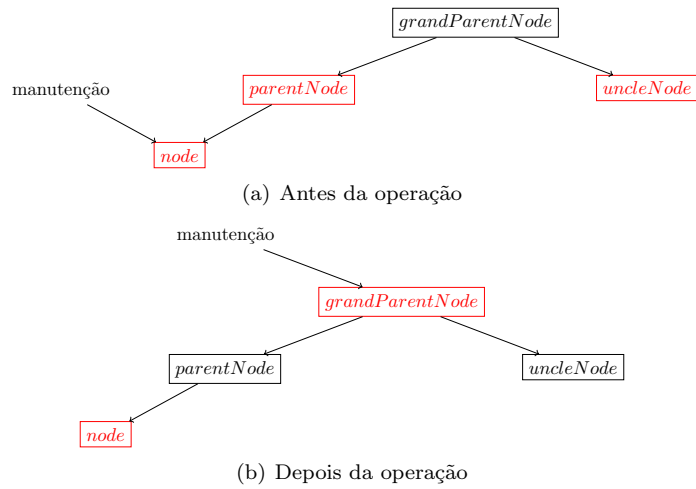 grandParentNode
manutenção
parentNode
uncleNode
node
(a) Antes da operação
manutenção
grandParentNode
parentNode
uncleNode
node
(b) Depois da operação